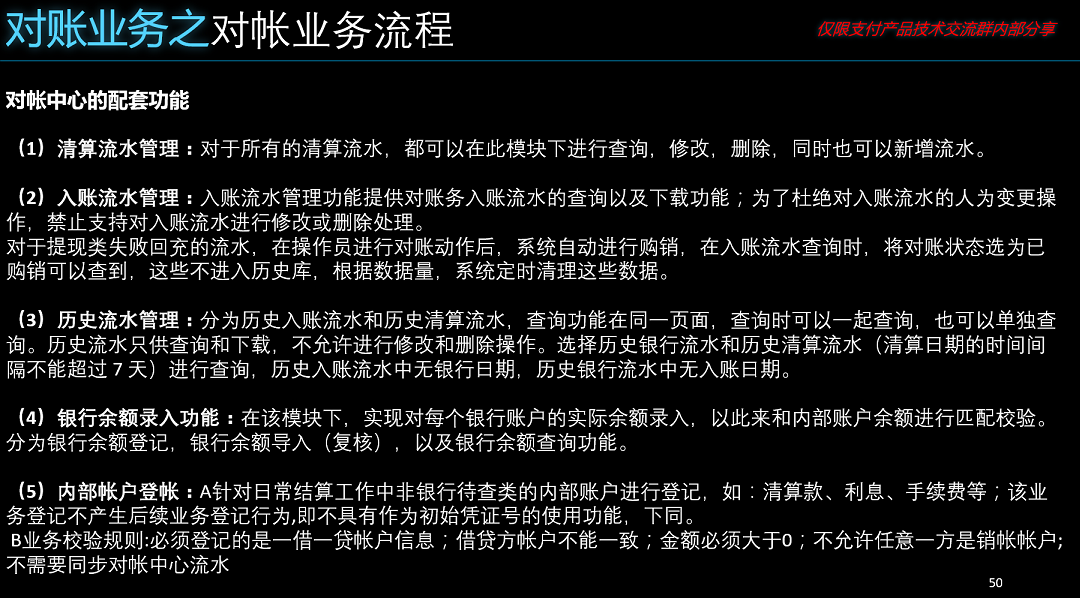 对账业务之对帐业务流程
仅限支付产品技术交流群内部分享
对帐中心的配套功能
（1）清算流水管理：对于所有的清算流水，都可以在此模块下进行查询，修改，删除，同时也可以新增流水。
（2）入账流水管理：入账流水管理功能提供对账务入账流水的查询以及下载功能；为了杜绝对入账流水的人为变更操
作，禁止支持对入账流水进行修改或删除处理。
对于提现类失败回充的流水，在操作员进行对账动作后，系统自动进行购销，在入账流水查询时，将对账状态选为已
购销可以查到，这些不进入历史库，根据数据量，系统定时清理这些数据。
（3）历史流水管理：分为历史入账流水和历史清算流水，查询功能在同一页面，查询时可以一起查询，也可以单独查
询。历史流水只供查询和下载，不允许进行修改和删除操作。选择历史银行流水和历史清算流水（清算日期的时间间
隔不能超过 7 天）进行查询，历史入账流水中无银行日期，历史银行流水中无入账日期。
（4）银行余额录入功能：在该模块下，实现对每个银行账户的实际余额录入，以此来和内部账户余额进行匹配校验。
分为银行余额登记，银行余额导入（复核），以及银行余额查询功能。
（5）内部帐户登帐：A针对日常结算工作中非银行待查类的内部账户进行登记，如：清算款、利息、手续费等；该业
务登记不产生后续业务登记行为,即不具有作为初始凭证号的使用功能，下同。
B业务校验规则:必须登记的是一借一贷帐户信息；借贷方帐户不能一致；金额必须大于0；不允许任意一方是销帐帐户;
不需要同步对帐中心流水
50